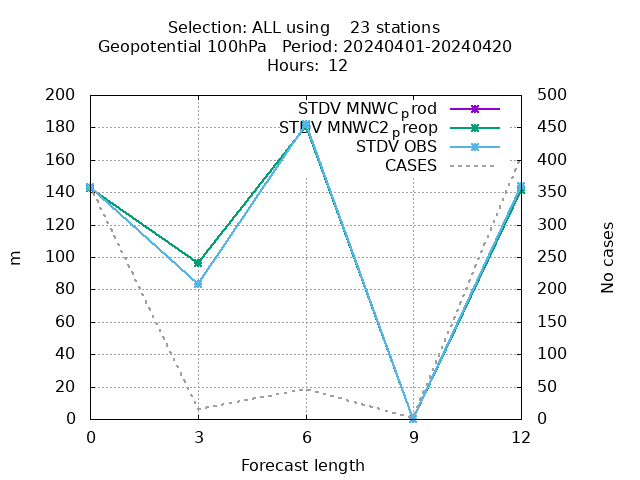 Selection: ALL using    23 stations
Geopotential 100hPa   Period: 20240401-20240420
Hours:  12
200 500
STDV MNWC_prod
180 450
STDV MNWC2_preop
STDV OBS
160 400
CASES
140 350
120 300
100 250
80 200
60 150
40 100
20 50
0 0
m
No cases
0 3 6 9 12
Forecast length